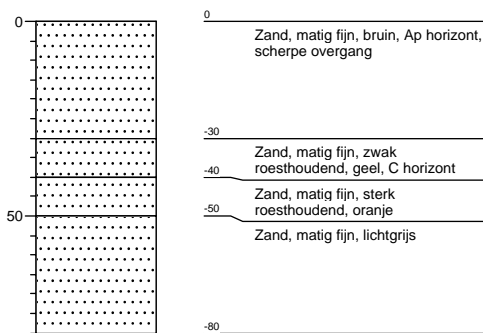 0
0
Zand, matig fijn, bruin, Ap horizont,
scherpe overgang
-30
Zand, matig fijn, zwak
roesthoudend, geel, C horizont
-40
Zand, matig fijn, sterk
roesthoudend, oranje
50
-50
Zand, matig fijn, lichtgrijs
-80